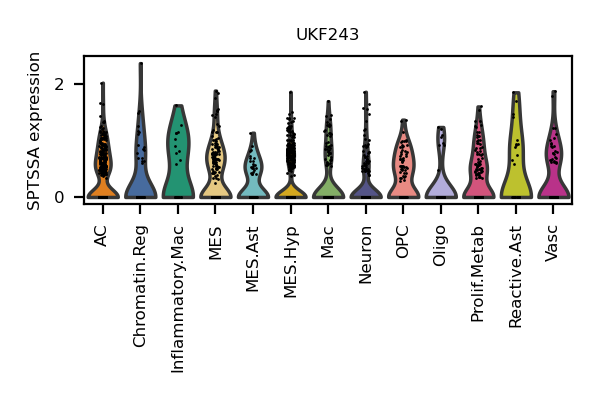 UKF243
SPTSSA expression
2
0
AC
Chromatin.Reg
Inflammatory.Mac
MES
MES.Ast
MES.Hyp
Mac
Neuron
OPC
Oligo
Prolif.Metab
Reactive.Ast
Vasc